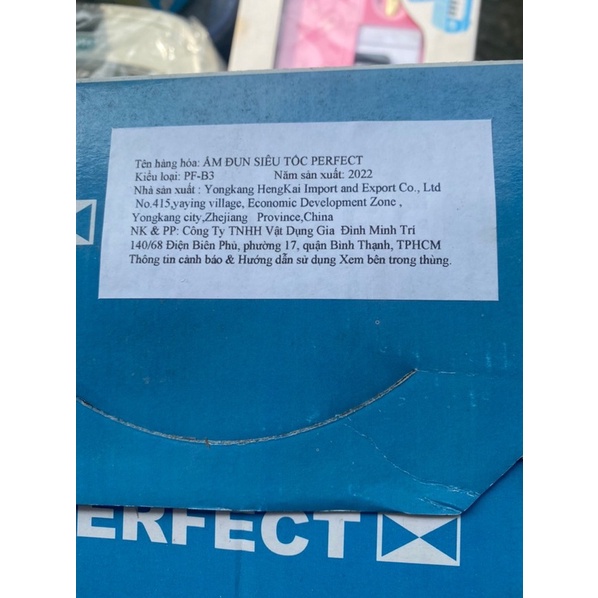 Tên hàng hóa: ẤM ĐUN SIÊU TỐC PERFECT
Kiểu loại: PF-B3 Năm sản xuất: 2022
Nhà sản xuất : Yongkang HengKai Import and Export Co., Ltd
No.415,yaying village, Economic Development Zone ,
Yongkang city,Zhejiang Province,China
NK & PP: Công Ty TNHH Vật Dụng Gia Đình Minh Trí
140/68 Điện Biên Phủ, phường 17, quận Bình Thạnh, TPHCM
Thông tin cảnh báo & Hướng dẫn sử dụng Xem bên trong thùng.
PERFECT